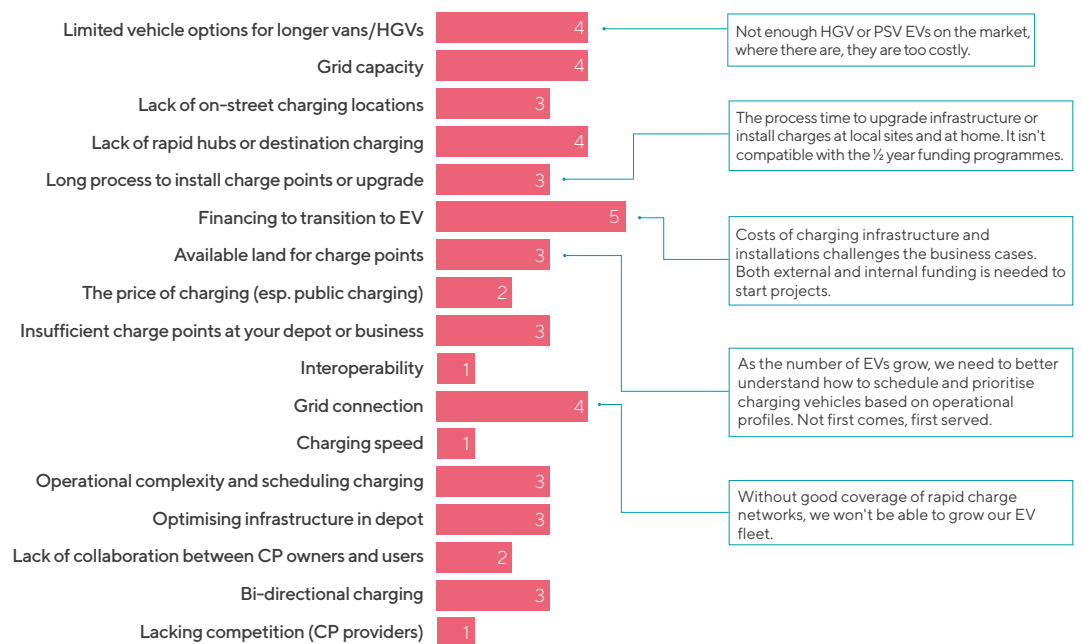 Limited vehicle options for longer vans/HGVs 4
Grid capacity 4
Lack of on-street charging locations 3
Lack of rapid hubs or destination charging 4
Long process to install charge points or upgrade 3
Financing to transition to EV 5
Available land for charge points 3
The price of charging (esp. public charging) 2
Insufficient charge points at your depot or business 3
Interoperability 1
Grid connection 4
Charging speed 1
Operational complexity and scheduling charging 3
Optimising infrastructure in depot 3
Lack of collaboration between CP owners and users 2
Bi-directional charging 3
Lacking competition (CP providers) 1
Not enough HGV or PSV EVs on the market,
where there are, they are too costly.
The process time to upgrade infrastructure or
install charges at local sites and at home. It isn't
compatible with the ½ year funding programmes.
Costs of charging infrastructure and
installations challenges the business cases.
Both external and internal funding is needed to
start projects.
As the number of EVs grow, we need to better
understand how to schedule and prioritise
charging vehicles based on operational
profiles. Not first comes, first served.
Without good coverage of rapid charge
networks, we won't be able to grow our EV
fleet.